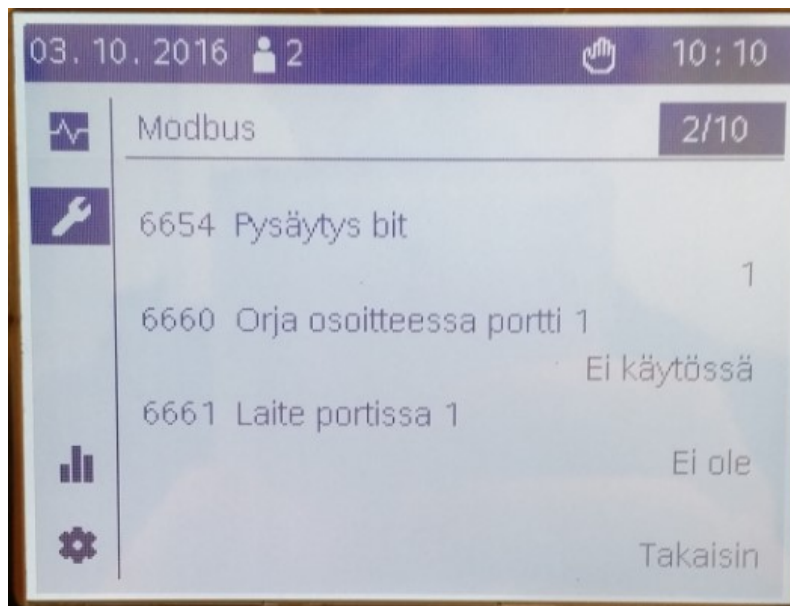 03. 10. 2016 2 10:10
Modbus 2/10
6654 Pysäytys bit
1
6660 Orja osoitteessa portti 1
Ei käytössä
6661 Laite portissa 1
Ei ole
Takaisin